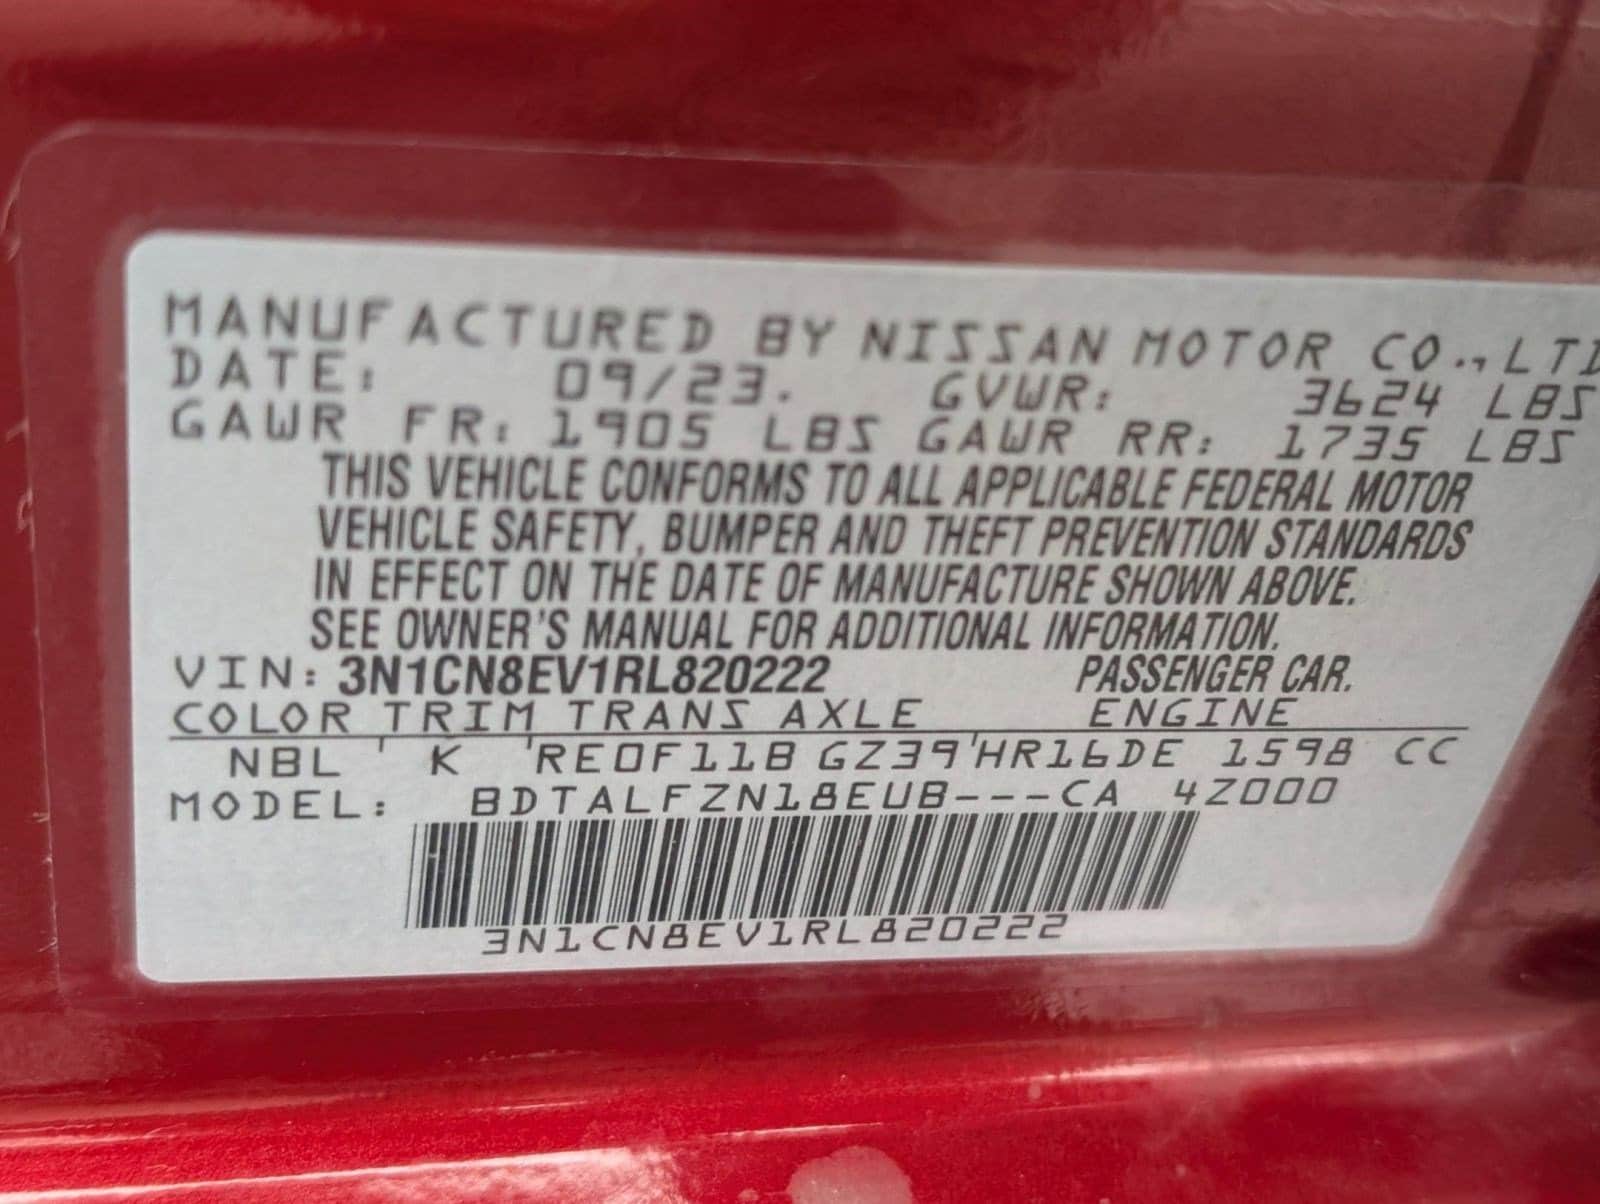 MANUFACTURED BY NISSAN MOTOR CO., LTD
DATE: 09/23. GVWR: 3624 LBS
GAWR FR: 1905 LBS GAWR RR: 1735 LBS
THIS VEHICLE CONFORMS TO ALL APPLICABLE FEDERAL MOTOR
VEHICLE SAFETY, BUMPER AND THEFT PREVENTION STANDARDS
IN EFFECT ON THE DATE OF MANUFACTURE SHOWN ABOVE.
SEE OWNER'S MANUAL FOR ADDITIONAL INFORMATION.
VIN: 3N1CN8EV1RL820222 PASSENGER CAR.
COLOR TRIM TRANS AXLE ENGINE
NBL ' K 'RE0F11B GZ39'HR16DE 1598 CC
MODEL: BDTALFZN18EUB---CA 4Z000
3N1CN8EV1RL820222